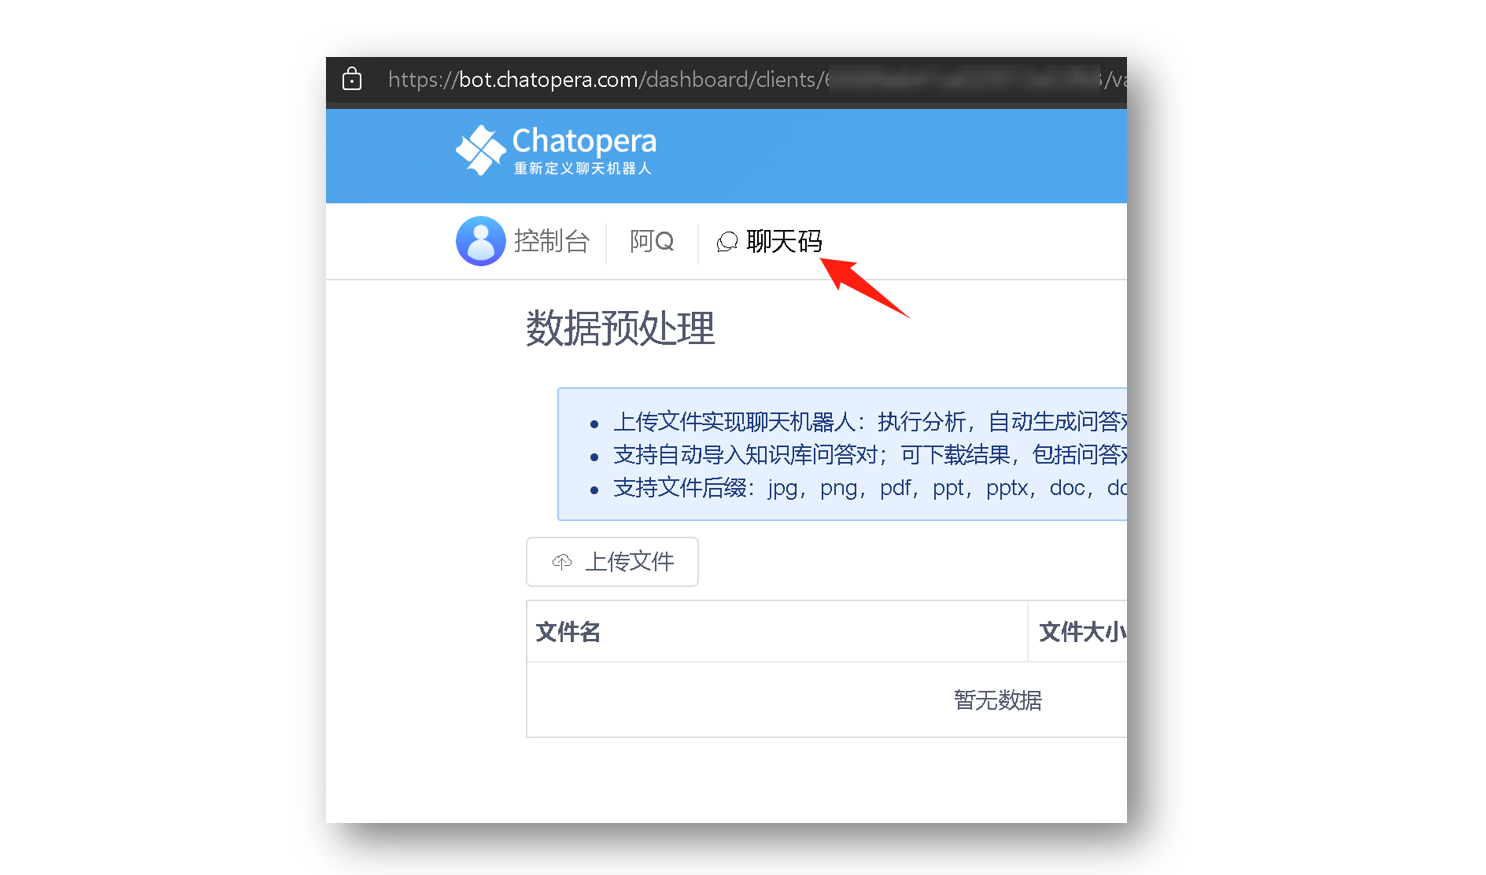 https://bot.chatopera.com/dashboard/clients/6 /va
Chatopera
重新定义聊天机器人
控制台 阿Q 聊天码
数据预处理
上传文件实现聊天机器人：执行分析，自动生成问答
支持自动导入知识库问答对；可下载结果，包括问答
支持文件后缀：jpg，png，pdf，ppt，pptx，doc，do
上传文件
文件名 文件大小
暂无数据